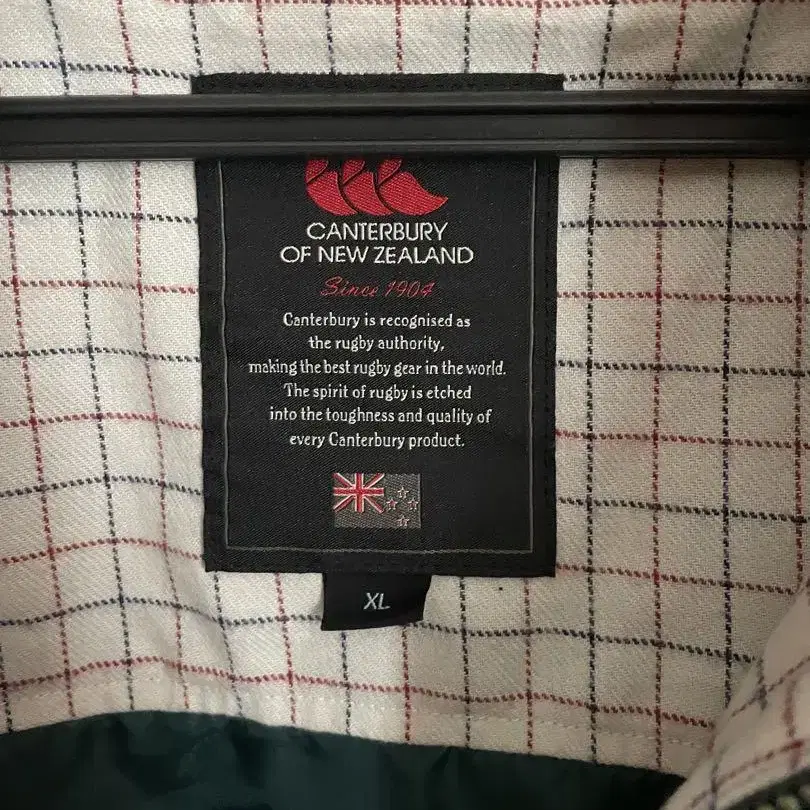 CANTERBURY
OF NEW ZEALAND
Since 1904
Canterbury is recognised as
the rugby authority,
making the best rugby gear in the world.
The spirit of rugby is etched
into the toughness and quality of
every Canterbury product.
XL